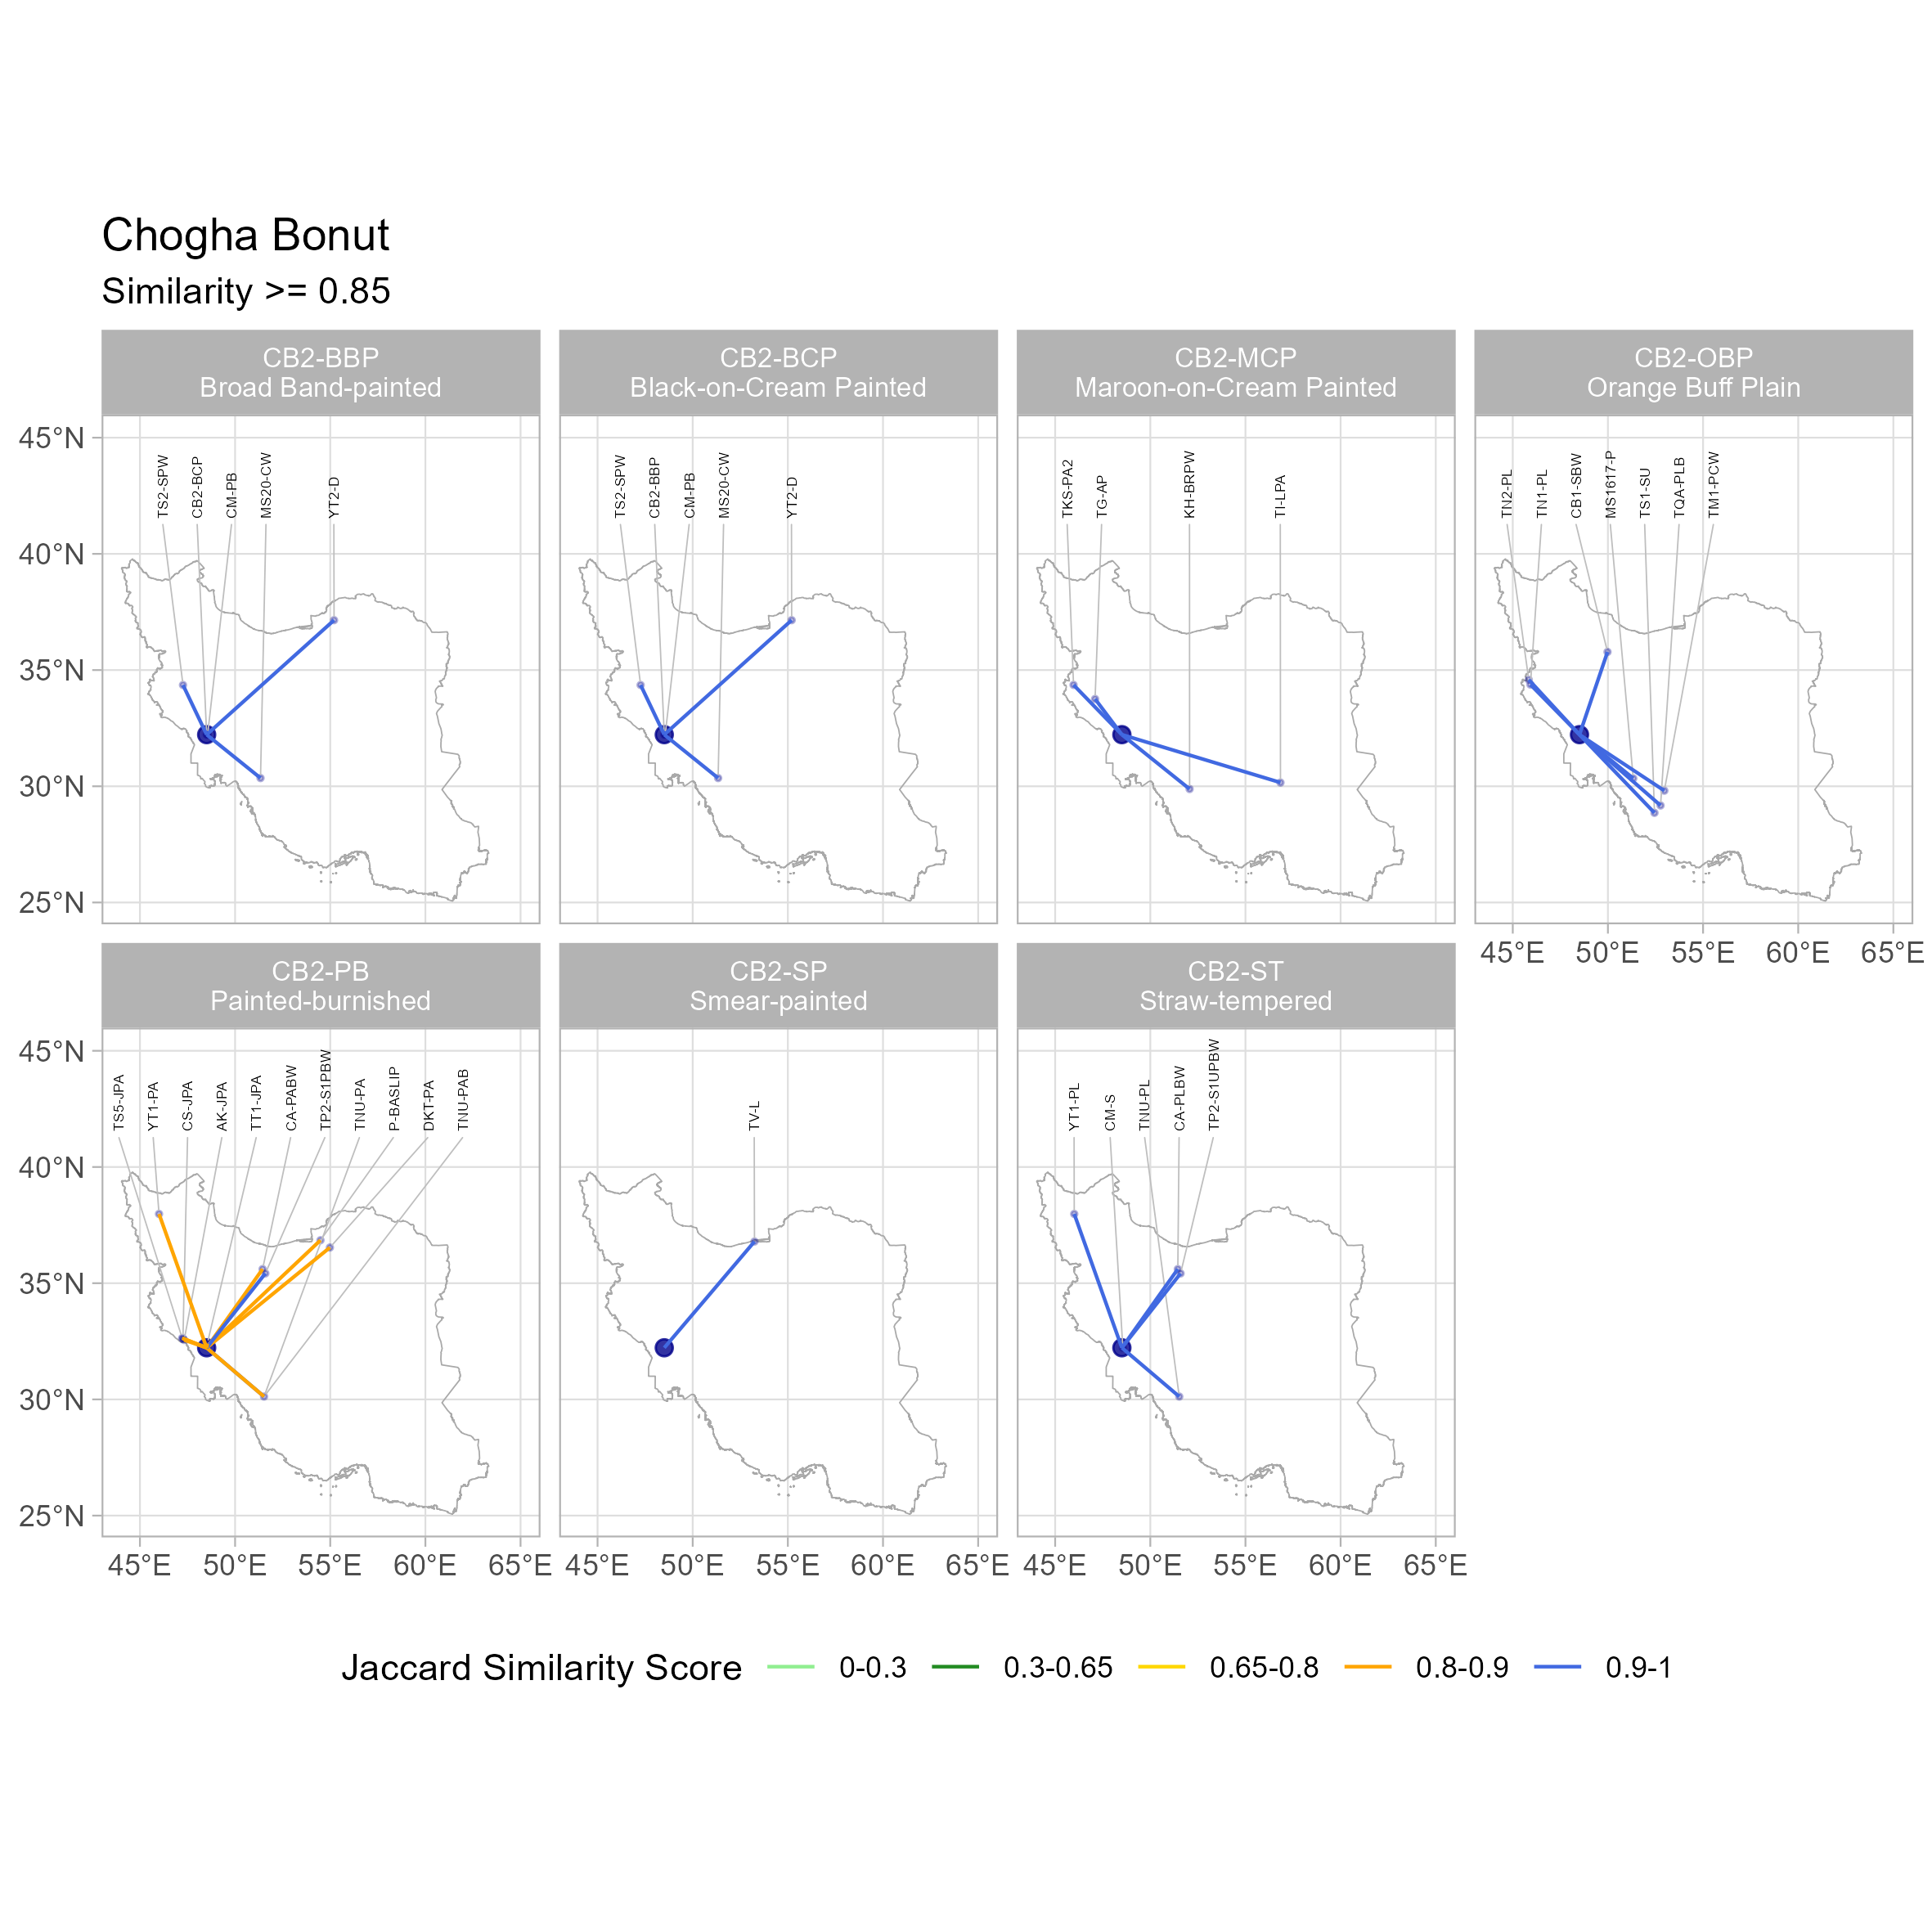 Chogha Bonut
Similarity >= 0.85
CB2-BBP
Broad Band-painted
CB2-BCP
Black-on-Cream Painted
CB2-MCP
Maroon-on-Cream Painted
CB2-OBP
Orange Buff Plain
45°N
40°N
35°N
30°N
25°N
TS2-SPW
CB2-BCP
CM-PB
MS20-CW
YT2-D
TS2-SPW
CB2-BBP
CM-PB
MS20-CW
YT2-D
TKS-PA2
TG-AP
KH-BRPW
TI-LPA
TN2-PL
TN1-PL
CB1-SBW
MS1617-P
TS1-SU
TQA-PLB
TM1-PCW
45°E 50°E 55°E 60°E 65°E
CB2-PB
Painted-burnished
CB2-SP
Smear-painted
CB2-ST
Straw-tempered
45°N
40°N
35°N
30°N
25°N
TS5-JPA
YT1-PA
CS-JPA
AK-JPA
TT1-JPA
CA-PABW
TP2-S1PBW
TNU-PA
P-BASLIP
DKT-PA
TNU-PAB
TV-L
YT1-PL
CM-S
TNU-PL
CA-PLBW
TP2-S1UPBW
45°E 50°E 55°E 60°E 65°E
45°E 50°E 55°E 60°E 65°E
45°E 50°E 55°E 60°E 65°E
Jaccard Similarity Score 0-0.3 0.3-0.65 0.65-0.8 0.8-0.9 0.9-1